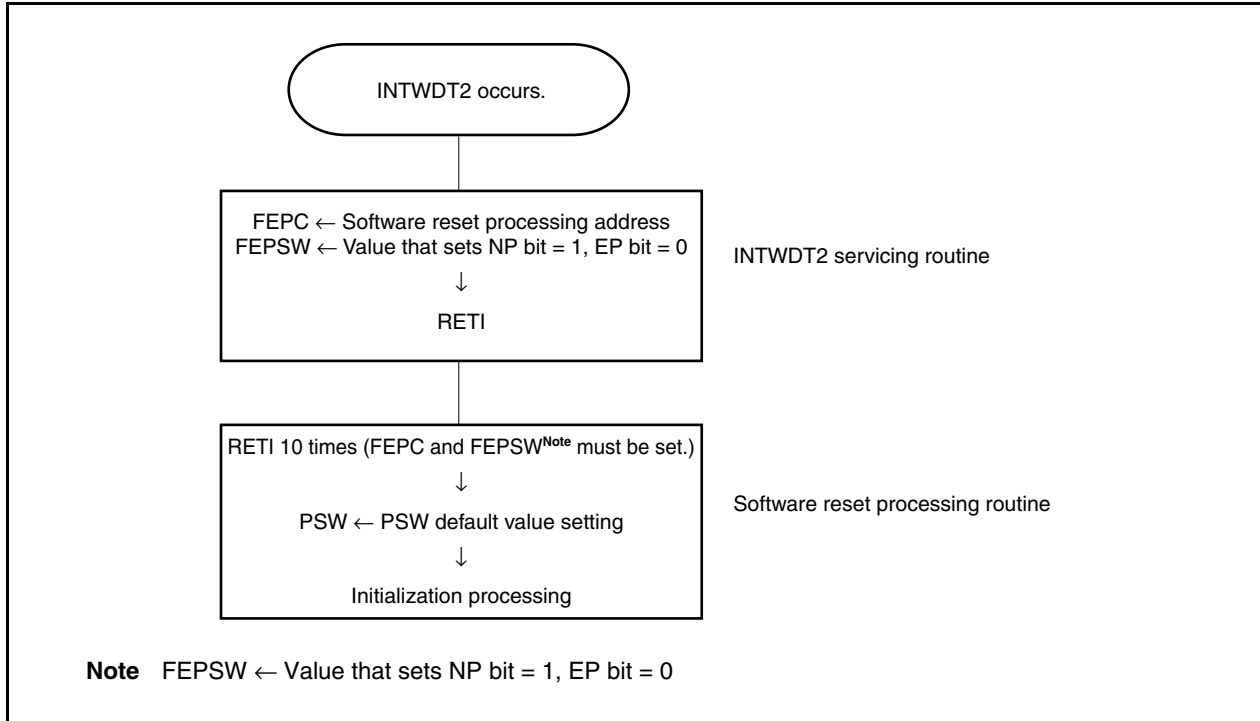 INTWDT2 occurs.
FEPC ← Software reset processing address
FEPSW ← Value that sets NP bit = 1, EP bit = 0
↓
RETI
INTWDT2 servicing routine
RETI 10 times (FEPC and FEPSWNote must be set.)
↓
PSW ← PSW default value setting
↓
Initialization processing
Software reset processing routine
Note FEPSW ← Value that sets NP bit = 1, EP bit = 0